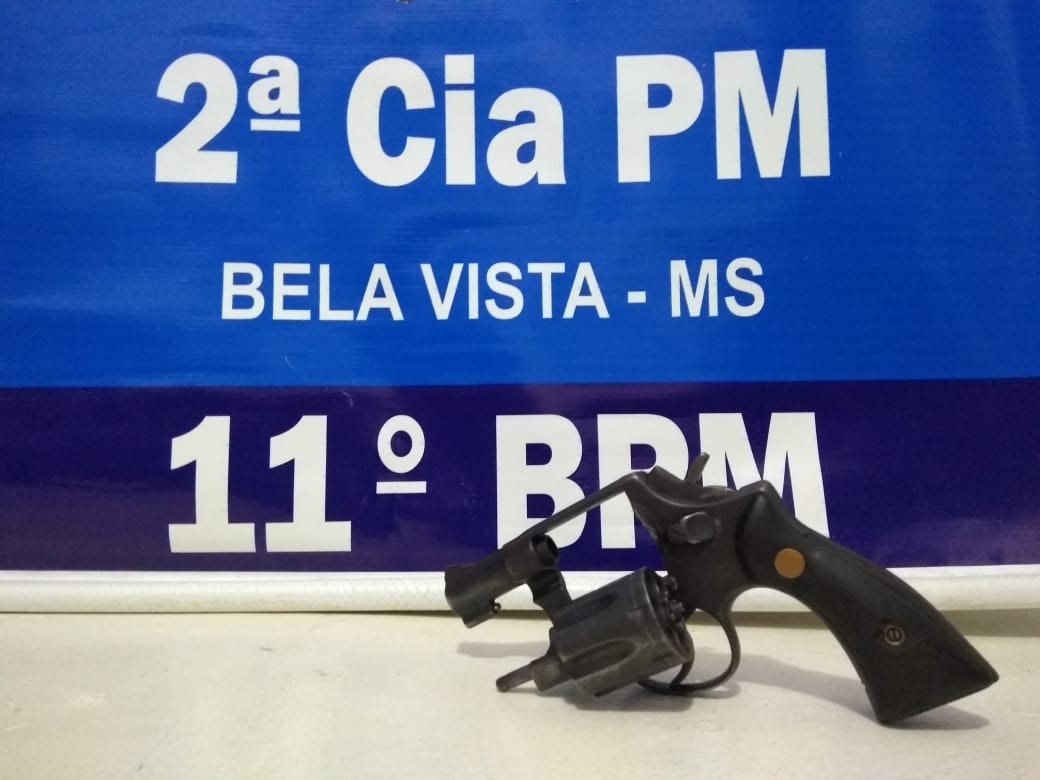 2ª Cia PM
BELA VISTA - MS
11º BPM